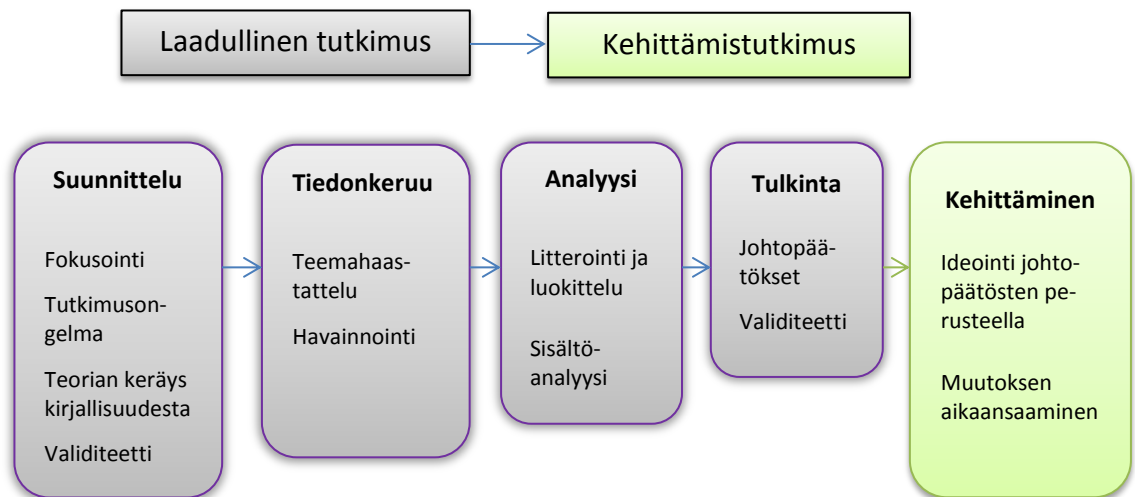 Laadullinen tutkimus
Kehittämistutkimus
Suunnittelu
Fokusointi
Tutkimuson-
gelma
Teorian keräys
kirjallisuudesta
Validiteetti
Tiedonkeruu
Teemahaas-
tattelu
Havainnointi
Analyysi
Litterointi ja
luokittelu
Sisältö-
analyysi
Tulkinta
Johtopää-
tökset
Validiteetti
Kehittäminen
Ideointi johto-
päätösten pe-
rusteella
Muutoksen
aikaansaaminen